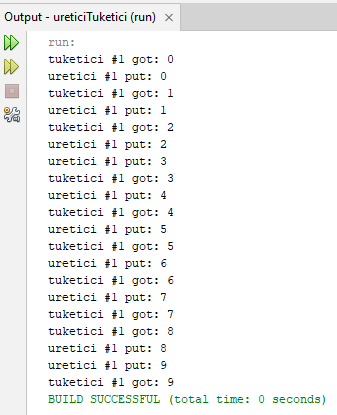 Output - ureticiTuketici (run) ×
run:
tuketici #1 got: 0
uretici #1 put: 0
tuketici #1 got: 1
uretici #1 put: 1
tuketici #1 got: 2
uretici #1 put: 2
uretici #1 put: 3
tuketici #1 got: 3
uretici #1 put: 4
tuketici #1 got: 4
uretici #1 put: 5
tuketici #1 got: 5
uretici #1 put: 6
tuketici #1 got: 6
uretici #1 put: 7
tuketici #1 got: 7
tuketici #1 got: 8
uretici #1 put: 8
uretici #1 put: 9
tuketici #1 got: 9
BUILD SUCCESSFUL (total time: 0 seconds)